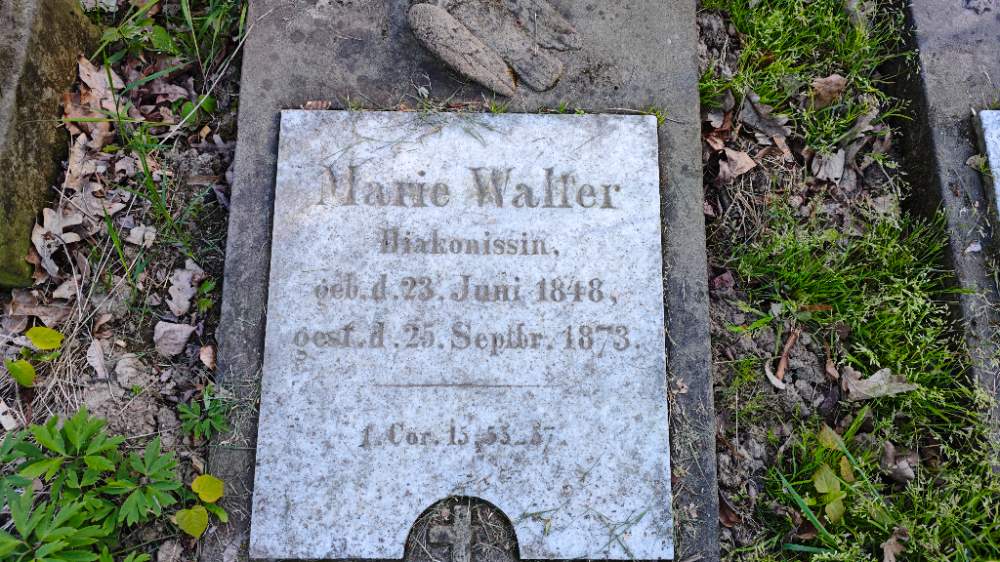 Marie Walter
Diakonissin,
geb. d. 23. Juni 1848,
gest. d. 25. Septbr. 1873.
1. Cor. 15, 53-57.